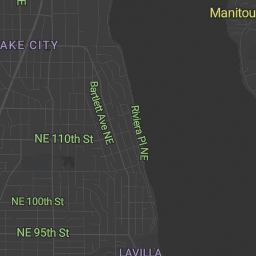 E
Manitou
AKE CITY
Bartlett Ave NE
Riviera Pl NE
NE 110th St
NE 100th St
NE 95th St
LAVILLA